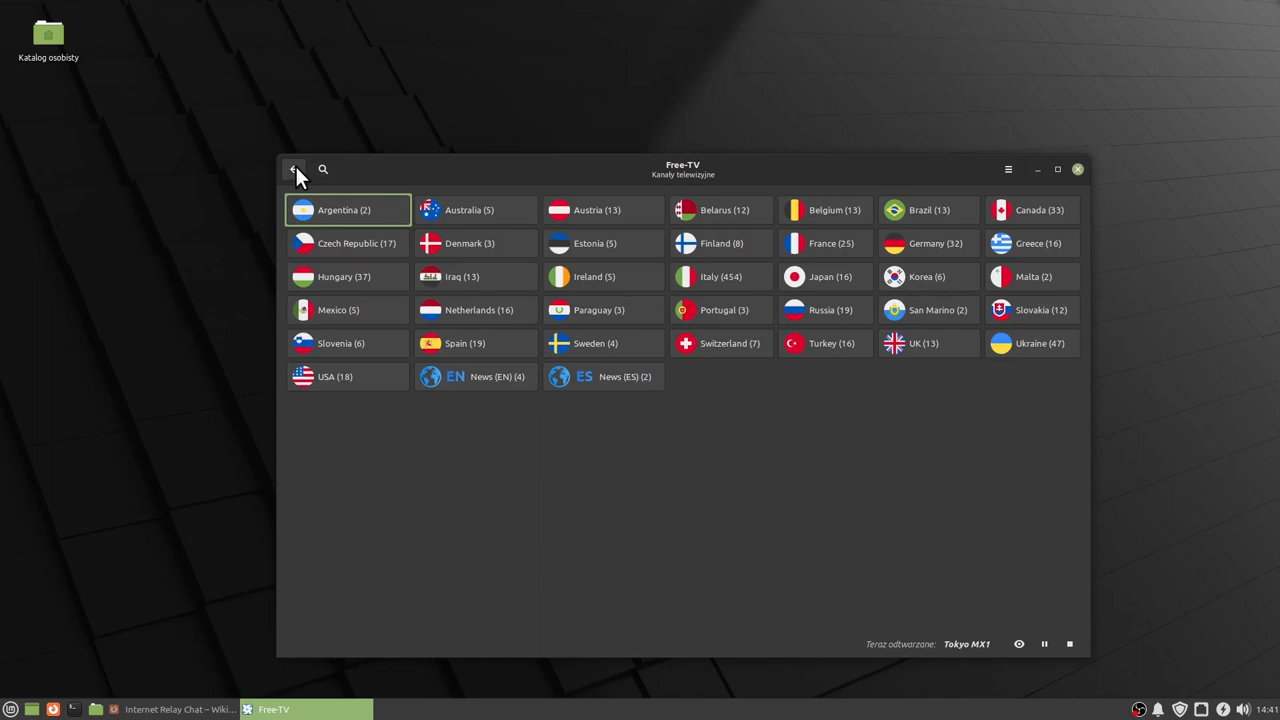 Katalog osobisty
Free-TV
Kanały telewizyjne
Argentina (2)
Australia (5)
Austria (13)
Belarus (12)
Belgium (13)
Brazil (13)
Canada (33)
Czech Republic (17)
Denmark (3)
Estonia (5)
Finland (8)
France (25)
Germany (32)
Greece (16)
Hungary (37)
Iraq (13)
Ireland (5)
Italy (454)
Japan (16)
Korea (6)
Malta (2)
Mexico (5)
Netherlands (16)
Paraguay (3)
Portugal (3)
Russia (19)
San Marino (2)
Slovakia (12)
Slovenia (6)
Spain (19)
Sweden (4)
Switzerland (7)
Turkey (16)
UK (13)
Ukraine (47)
USA (18)
EN News (EN) (4)
ES News (ES) (2)
Teraz odtwarzane: Tokyo MX1
Internet Relay Chat – Wiki...
Free-TV
14:41